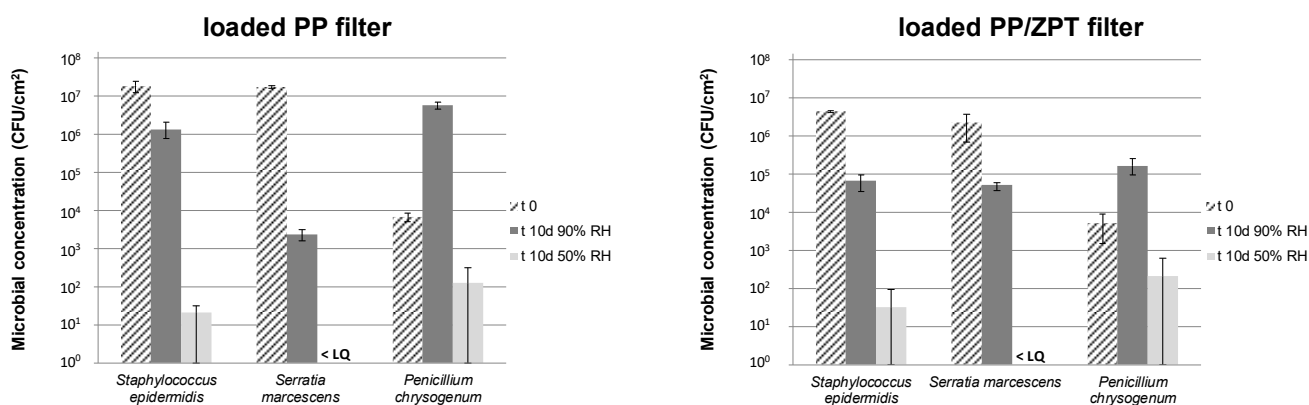 loaded PP filter
Microbial concentration (CFU/cm²)
10⁸
10⁷
10⁶
10⁵
10⁴
10³
10²
10¹
10⁰
< LQ
Staphylococcus
epidermidis
Serratia
marcescens
Penicillium
chrysogenum
t 0
t 10d 90% RH
t 10d 50% RH
loaded PP/ZPT filter
Microbial concentration (CFU/cm²)
10⁸
10⁷
10⁶
10⁵
10⁴
10³
10²
10¹
10⁰
< LQ
Staphylococcus
epidermidis
Serratia marcescens
Penicillium
chrysogenum
t 0
t 10d 90% RH
t 10d 50% RH